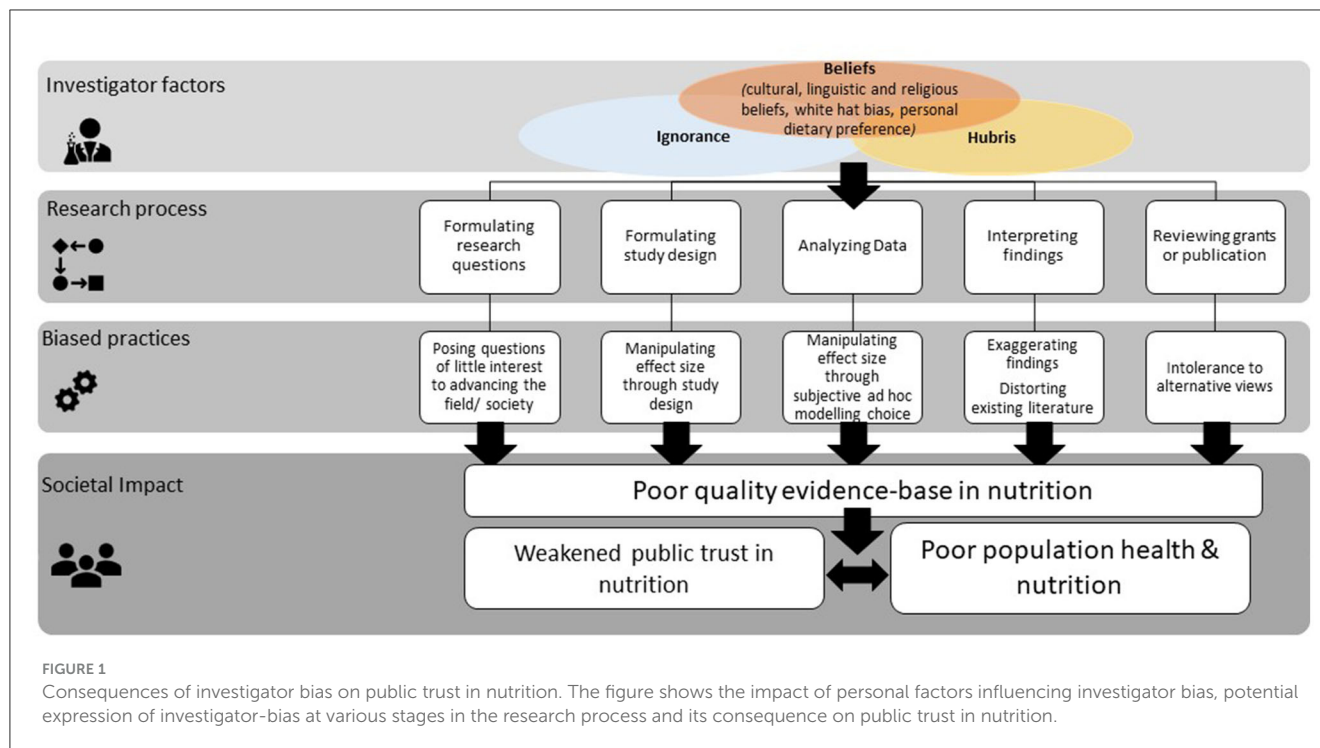 Investigator factors
Beliefs
(cultural, linguistic and religious
beliefs, white hat bias, personal
dietary preference)
Ignorance
Hubris
Research process
Formulating
research
questions
Formulating
study design
Analyzing Data
Interpreting
findings
Reviewing grants
or publication
Biased practices
Posing questions
of little interest
to advancing the
field/ society
Manipulating
effect size
through study
design
Manipulating
effect size
through
subjective ad hoc
modelling choice
Exaggerating
findings
Distorting
existing literature
Intolerance to
alternative views
Societal Impact
Poor quality evidence-base in nutrition
Weakened public trust in
nutrition
Poor population health &
nutrition
FIGURE 1
Consequences of investigator bias on public trust in nutrition. The figure shows the impact of personal factors influencing investigator bias, potential
expression of investigator-bias at various stages in the research process and its consequence on public trust in nutrition.